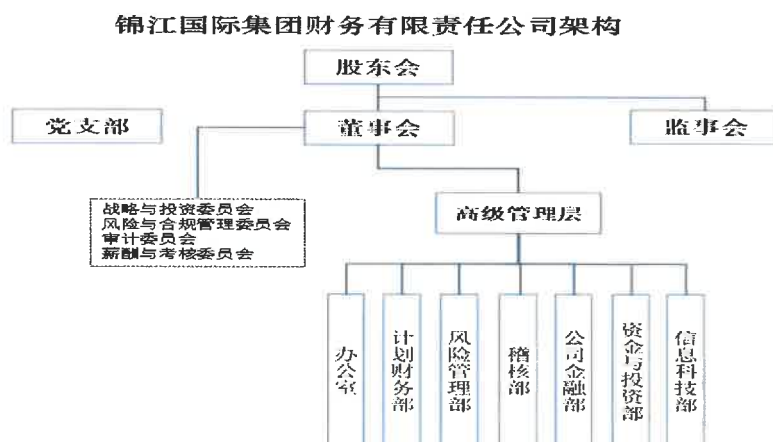 锦江国际集团财务有限责任公司架构
股东会
党支部
董事会
监事会
战略与投资委员会
风险与合规管理委员会
审计委员会
薪酬与考核委员会
高级管理层
办公室
计划财务部
风险管理部
稽核部
公司金融部
资金与投资部
信息科技部